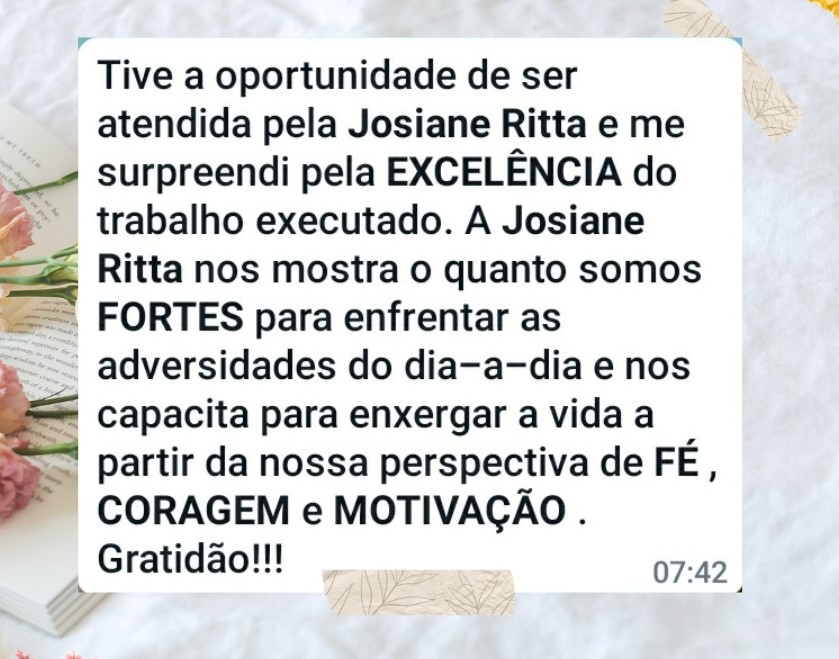 Tive a oportunidade de ser
atendida pela Josiane Ritta e me
surpreendi pela EXCELÊNCIA do
trabalho executado. A Josiane
Ritta nos mostra o quanto somos
FORTES para enfrentar as
adversidades do dia–a–dia e nos
capacita para enxergar a vida a
partir da nossa perspectiva de FÉ ,
CORAGEM e MOTIVAÇÃO .
Gratidão!!!
07:42